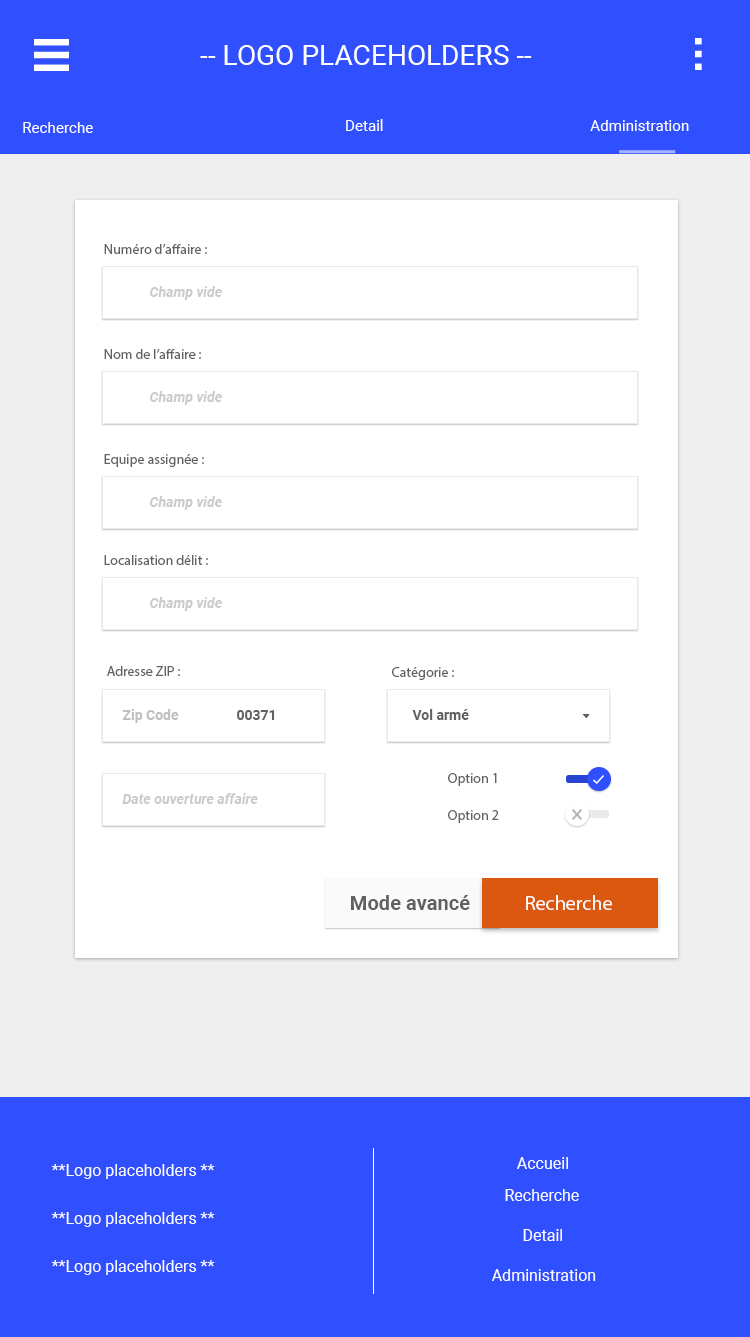 -- LOGO PLACEHOLDERS --
Recherche
Detail
Administration
Numéro d'affaire :
Champ vide
Nom de l'affaire :
Champ vide
Equipe assignée :
Champ vide
Localisation délit :
Champ vide
Adresse ZIP :
Catégorie :
Zip Code 00371
Vol armé
Date ouverture affaire
Option 1
Option 2
Mode avancé
Recherche
**Logo placeholders **
**Logo placeholders **
**Logo placeholders **
Accueil
Recherche
Detail
Administration